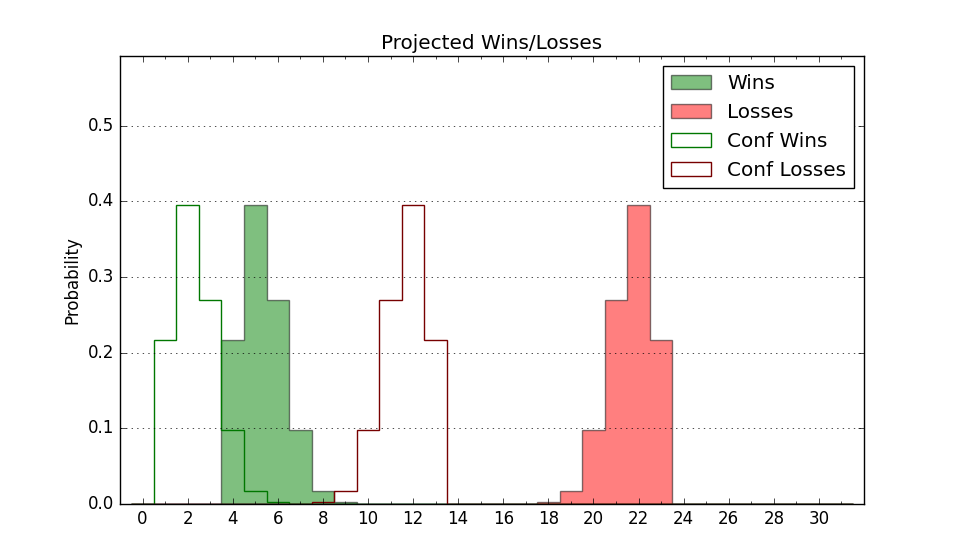 Projected Wins/Losses
Wins
Losses
Conf Wins
Conf Losses
Probability
0.5
0.4
0.3
0.2
0.1
0.0
0 2 4 6 8 10 12 14 16 18 20 22 24 26 28 30